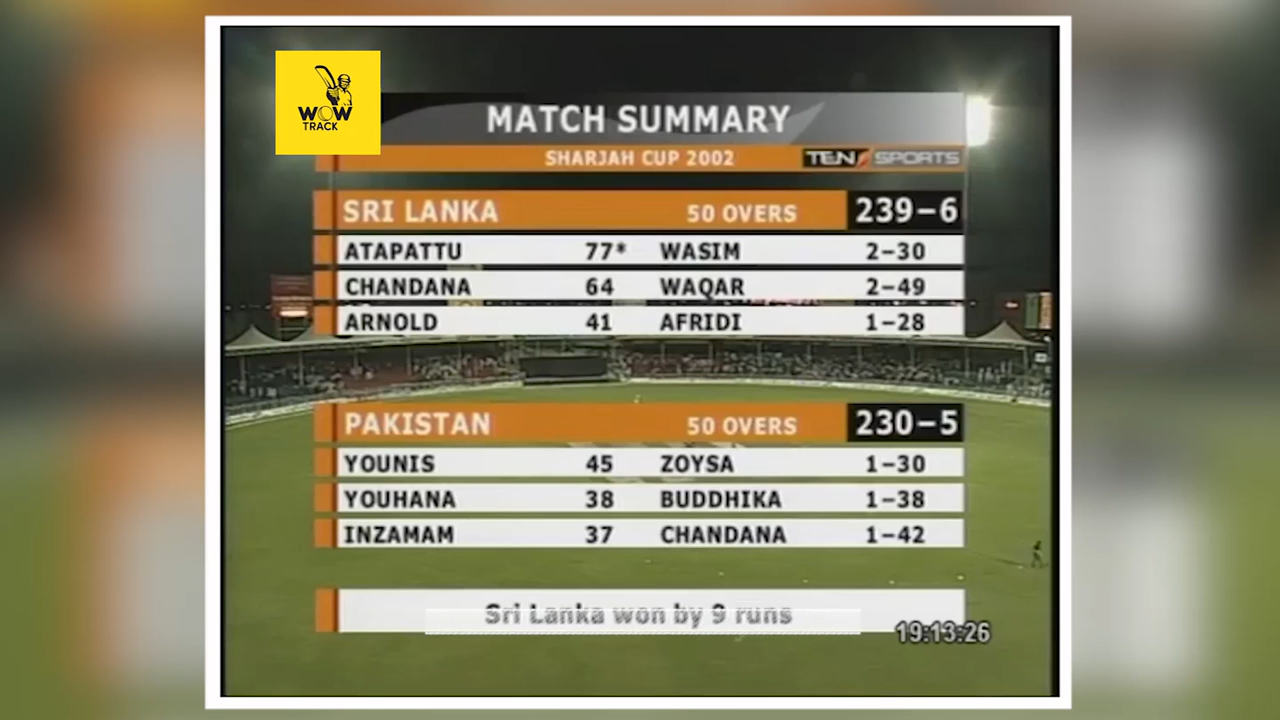 WOW
TRACK
MATCH SUMMARY
SHARJAH CUP 2002 TEN SPORTS
SRI LANKA 50 OVERS 239-6
ATAPATTU 77* WASIM 2-30
CHANDANA 64 WAQAR 2-49
ARNOLD 41 AFRIDI 1-28
PAKISTAN 50 OVERS 230-5
YOUNIS 45 ZOYSA 1-30
YOUHANA 38 BUDDHIKA 1-38
INZAMAM 37 CHANDANA 1-42
Sri Lanka won by 9 runs
19:13:26